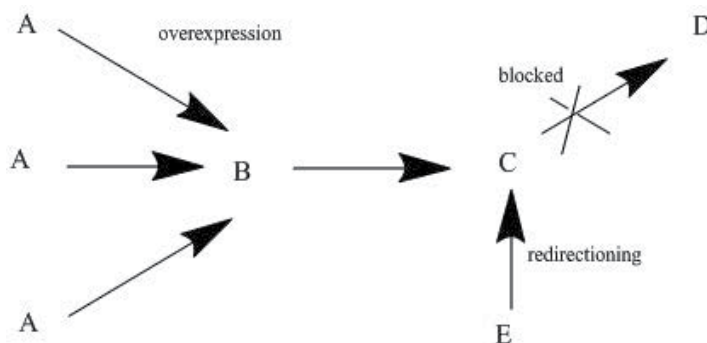 A
overexpression
D
blocked
A
B
C
redirectioning
A
E